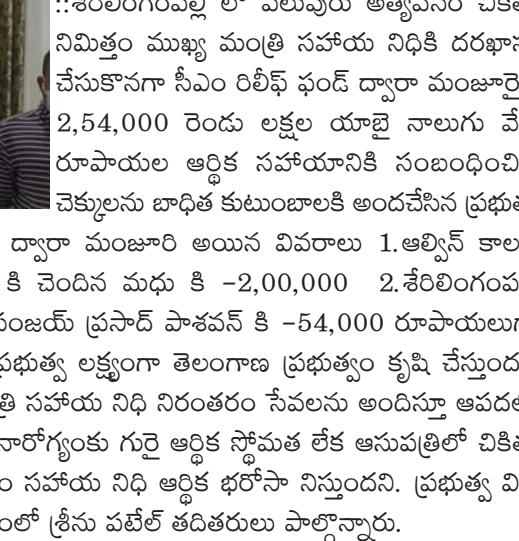 ::శేరిలింగంపల్లి లో పలువురు అత్యవసర చికిత
నిమిత్తం ముఖ్య మంత్రి సహాయ నిధికి దరఖాస
చేసుకొనగా సీఎం రిలీఫ్ ఫండ్ ద్వారా మంజూరై
2,54,000 రెండు లక్షల యాబై నాలుగు వే
రూపాయల ఆర్థిక సహాయానికి సంబంధించి
చెక్కులను బాధిత కుటుంబాలకి అందచేసిన ప్రభుత
ద్వారా మంజూరి అయిన వివరాలు 1.ఆల్విన్ కాల
కి చెందిన మధు కి -2,00,000 2.శేరిలింగంప
సంజయ్ ప్రసాద్ పాశవన్ కి -54,000 రూపాయలుగ
ప్రభుత్వ లక్ష్యంగా తెలంగాణ ప్రభుత్వం కృషి చేస్తుంద
త్రి సహాయ నిధి నిరంతరం సేవలను అందిస్తూ ఆపదల
నారోగ్యంకు గురై ఆర్థిక స్థోమత లేక ఆసుపత్రిలో చికిత
ం సహాయ నిధి ఆర్థిక భరోసా నిస్తుందని. ప్రభుత్వ వి
ంలో శ్రీను పటేల్ తదితరులు పాల్గొన్నారు.